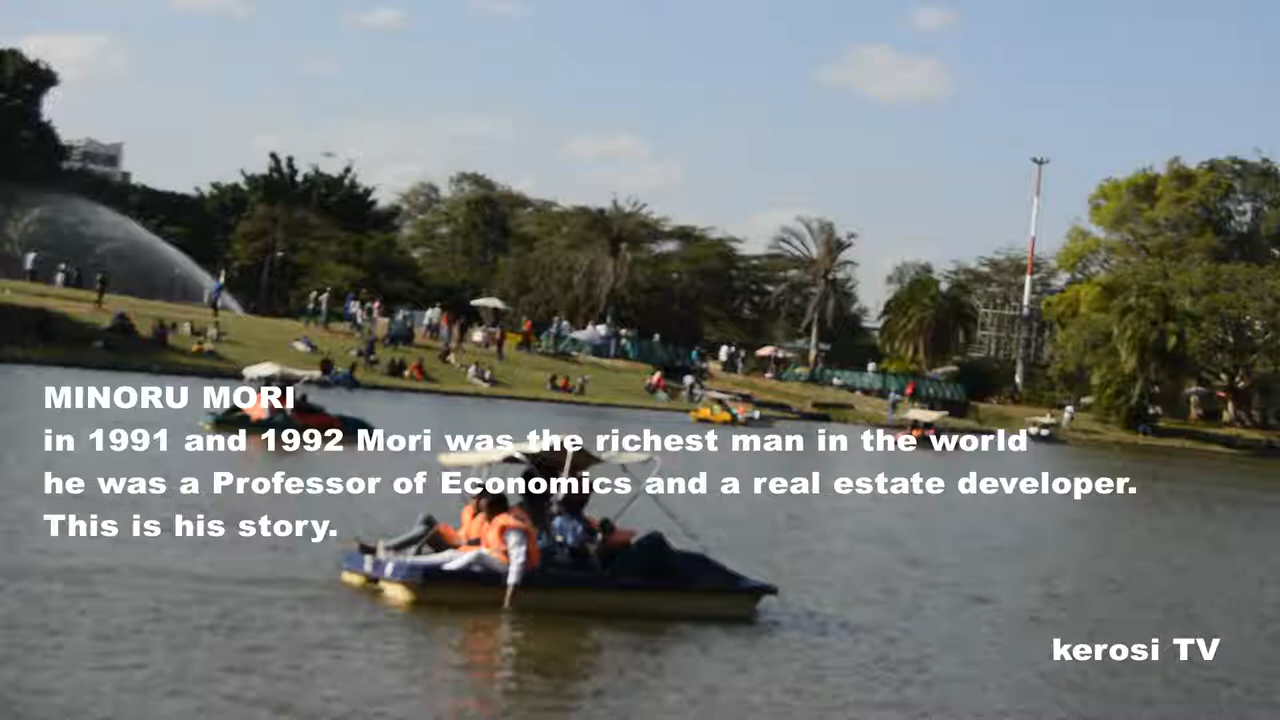 MINORU MORI
in 1991 and 1992 Mori was the richest man in the world
he was a Professor of Economics and a real estate developer.
This is his story.
kerosi TV